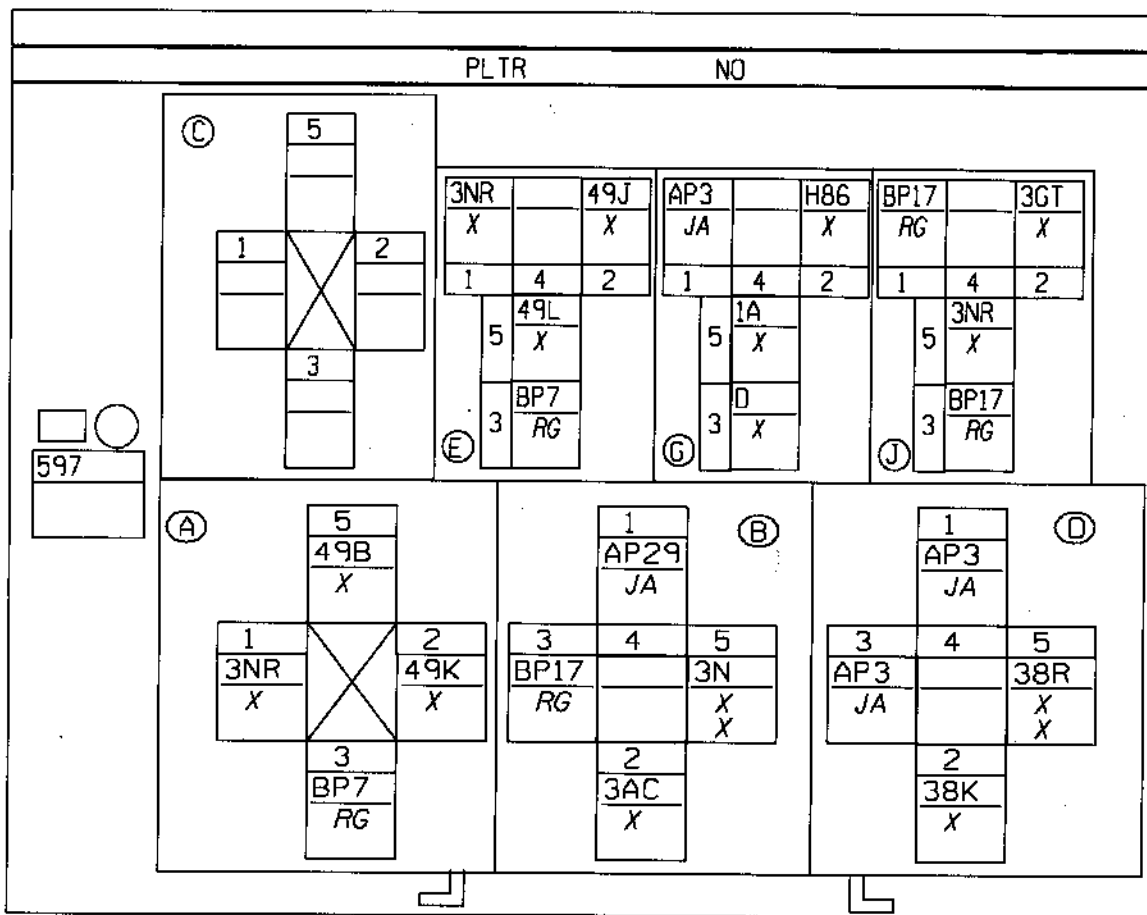 PLTR NO
C
5
1 2
3
3NR 49J
X X
1 4 2
5 49L
X
3 BP7
RG
E
AP3 H86
JA X
1 4 2
5 1A
X
3 D
X
G
BP17 3GT
RG X
1 4 2
5 3NR
X
3 BP17
RG
J
597
A
5
49B
X
1 2
3NR 49K
X X
3
BP7
RG
B
1
AP29
JA
3 4 5
BP17 3N
RG X
X
2
3AC
X
D
1
AP3
JA
3 4 5
AP3 38R
JA X
X
2
38K
X